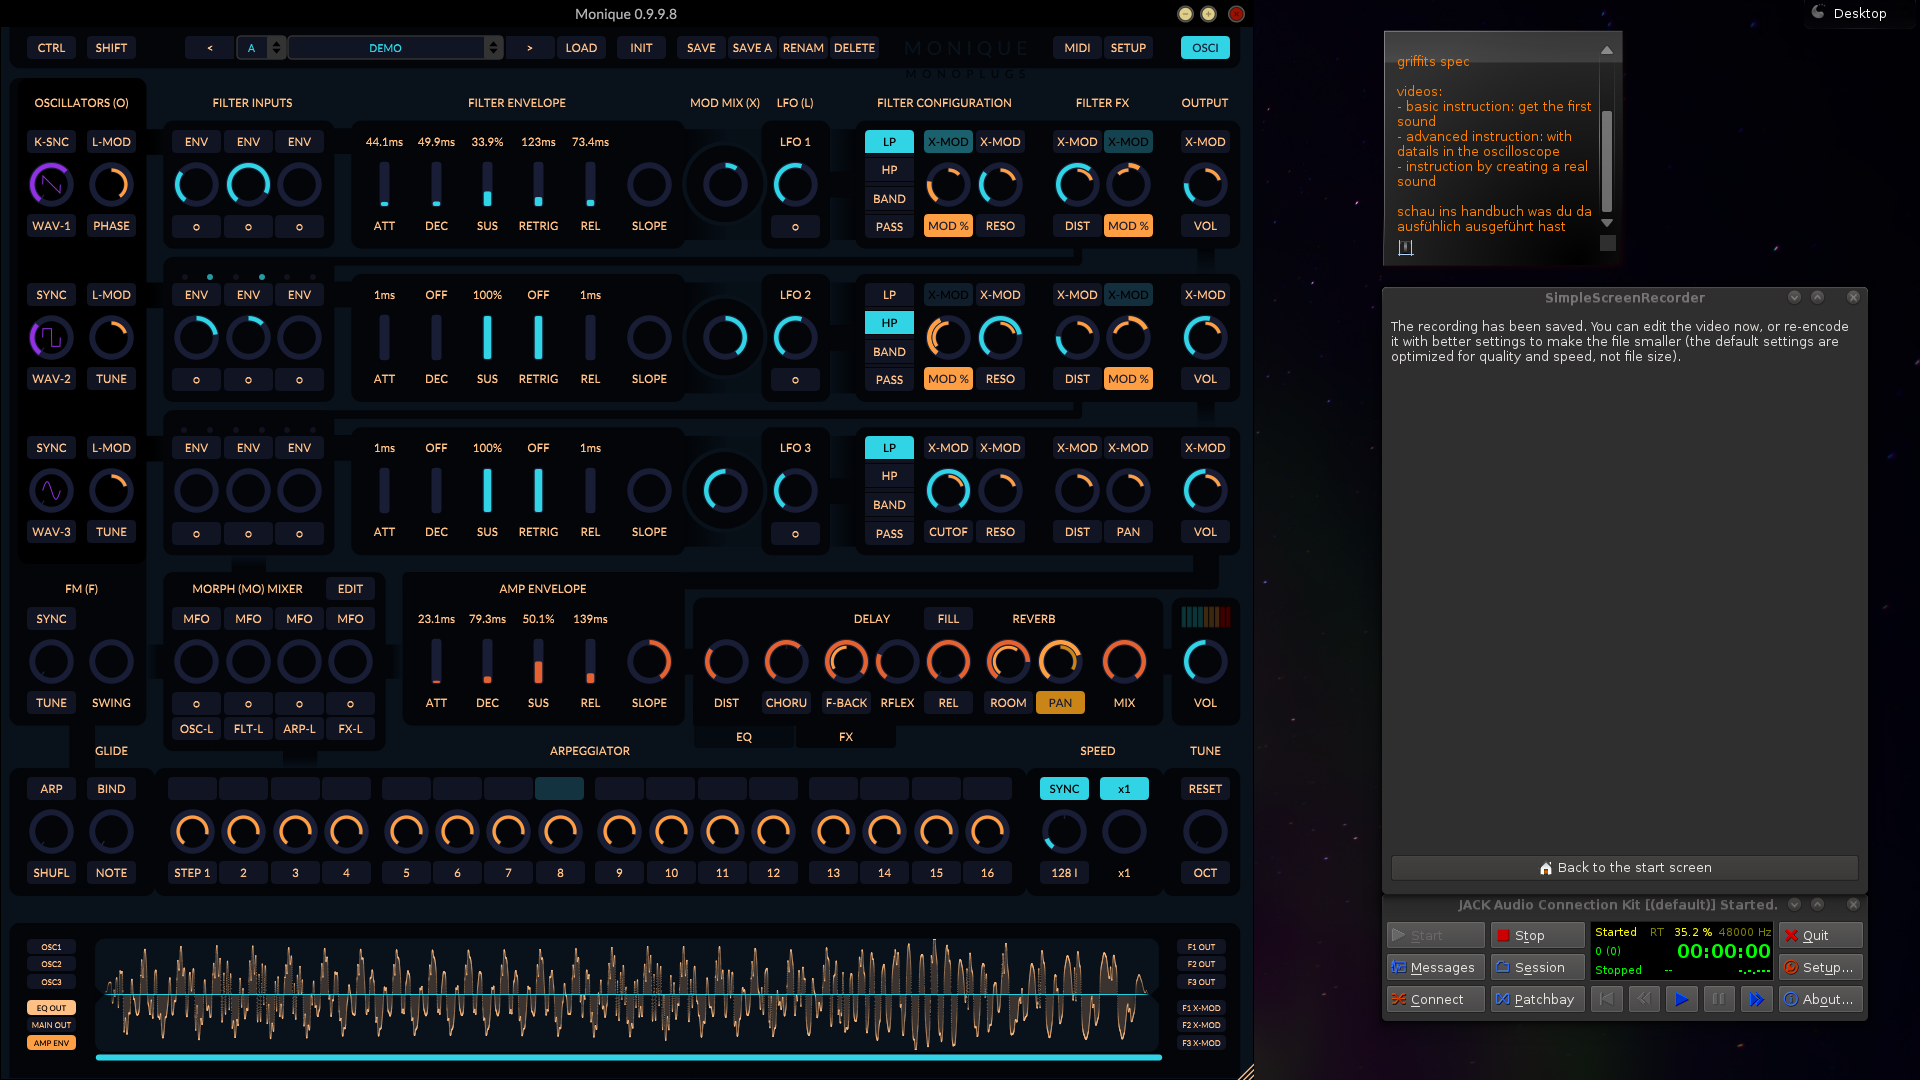 Monique 0.9.9.8
Desktop
CTRL SHIFT < A DEMO > LOAD INIT SAVE SAVE A RENAM DELETE MONIQUE MIDI SETUP OSCI
MONOPLUGS
OSCILLATORS (O) FILTER INPUTS FILTER ENVELOPE MOD MIX (X) LFO (L) FILTER CONFIGURATION FILTER FX OUTPUT
K-SNC L-MOD ENV ENV ENV 44.1ms 49.9ms 33.9% 123ms 73.4ms LFO 1 LP X-MOD X-MOD X-MOD X-MOD X-MOD
HP
BAND
WAV-1 PHASE o o o ATT DEC SUS RETRIG REL SLOPE o PASS MOD % RESO DIST MOD % VOL
SYNC L-MOD ENV ENV ENV 1ms OFF 100% OFF 1ms LFO 2 LP X-MOD X-MOD X-MOD X-MOD X-MOD
HP
BAND
WAV-2 TUNE o o o ATT DEC SUS RETRIG REL SLOPE o PASS MOD % RESO DIST MOD % VOL
SYNC L-MOD ENV ENV ENV 1ms OFF 100% OFF 1ms LFO 3 LP X-MOD X-MOD X-MOD X-MOD X-MOD
HP
BAND
WAV-3 TUNE o o o ATT DEC SUS RETRIG REL SLOPE o PASS CUTOF RESO DIST PAN VOL
FM (F) MORPH (MO) MIXER EDIT AMP ENVELOPE
SYNC MFO MFO MFO MFO 23.1ms 79.3ms 50.1% 139ms DELAY FILL REVERB
TUNE SWING o o o o ATT DEC SUS REL SLOPE DIST CHORU F-BACK RFLEX REL ROOM PAN MIX VOL
OSC-L FLT-L ARP-L FX-L
EQ FX
GLIDE ARPEGGIATOR SPEED TUNE
ARP BIND SYNC x1 RESET
SHUFL NOTE STEP 1 2 3 4 5 6 7 8 9 10 11 12 13 14 15 16 128 I x1 OCT
OSC1 F1 OUT
OSC2 F2 OUT
OSC3 F3 OUT
EQ OUT F1 X-MOD
MAIN OUT F2 X-MOD
AMP ENV F3 X-MOD
griffits spec
videos:
- basic instruction: get the first
sound
- advanced instruction: with
datails in the oscilloscope
- instruction by creating a real
sound
schau ins handbuch was du da
ausfühlich ausgeführt hast
SimpleScreenRecorder
The recording has been saved. You can edit the video now, or re-encode
it with better settings to make the file smaller (the default settings are
optimized for quality and speed, not file size).
Back to the start screen
JACK Audio Connection Kit [(default)] Started.
Start Stop Started RT 35.2 % 48000 Hz Quit
0 (0) 00:00:00
Messages Session Stopped -- -.-.--- Setup...
Connect Patchbay About...